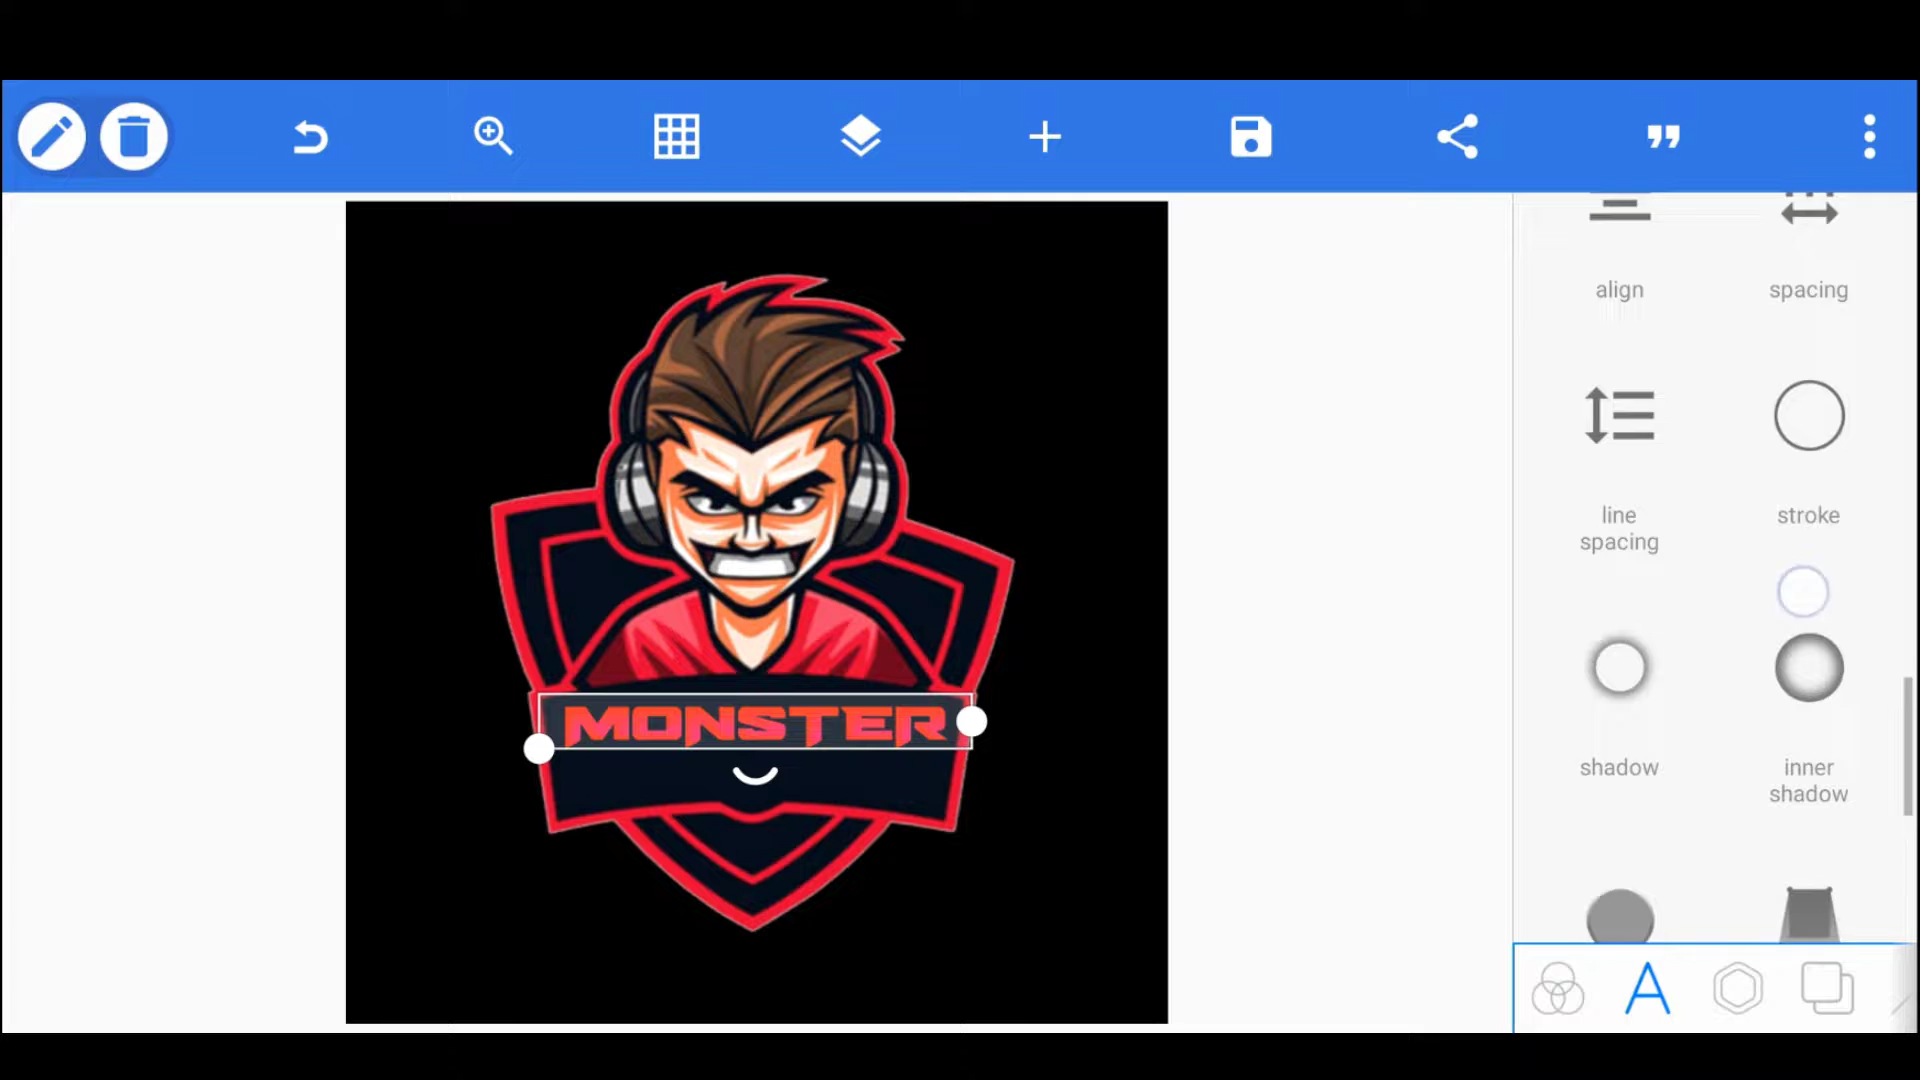 align
spacing
line
spacing
stroke
shadow
inner
shadow
MONSTER